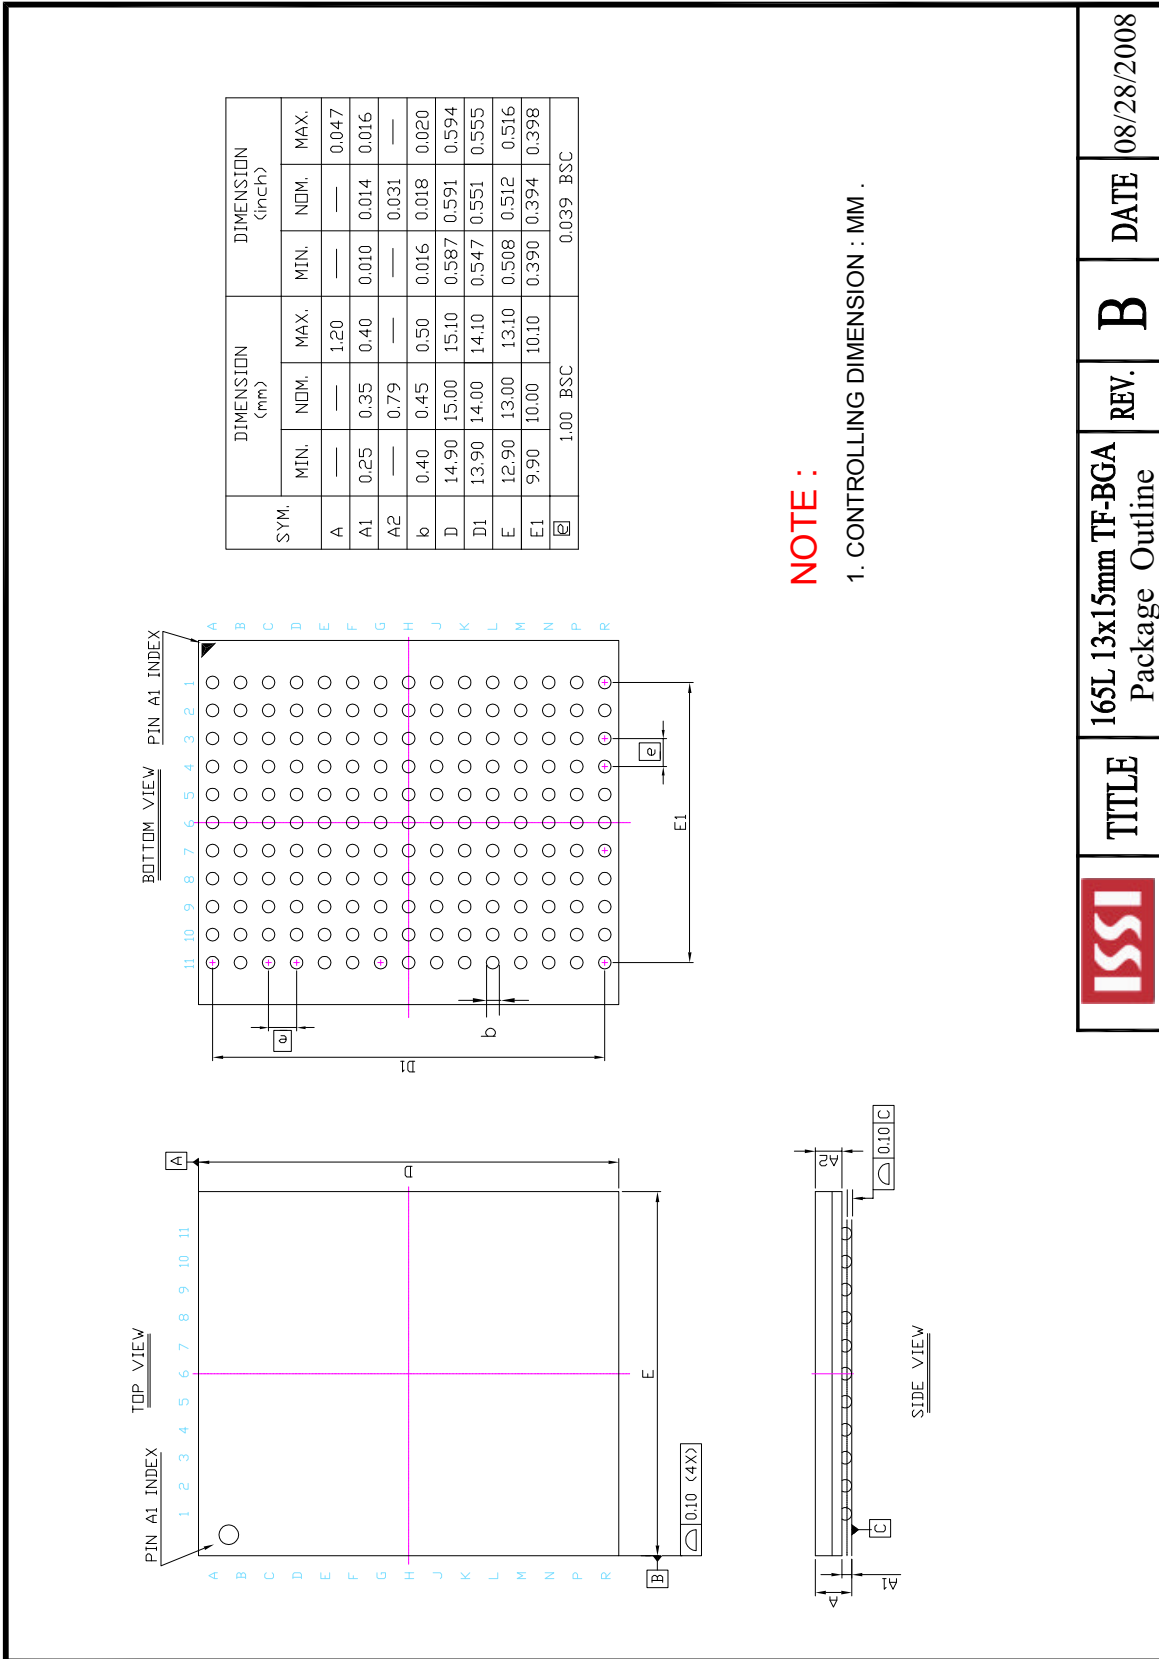 TOP VIEW
PIN A1 INDEX
1 2 3 4 5 6 7 8 9 10 11
A
B
C
D
E
F
G
H
J
K
L
M
N
P
R
A
D
E
B
0.10 (4X)
BOTTOM VIEW
PIN A1 INDEX
11 10 9 8 7 6 5 4 3 2 1
A
B
C
D
E
F
G
H
J
K
L
M
N
P
R
e
D1
b
e
E1
SYM. DIMENSION (mm) DIMENSION (inch)
MIN. NOM. MAX. MIN. NOM. MAX.
A — — 1.20 — — 0.047
A1 0.25 0.35 0.40 0.010 0.014 0.016
A2 — 0.79 — — 0.031 —
b 0.40 0.45 0.50 0.016 0.018 0.020
D 14.90 15.00 15.10 0.587 0.591 0.594
D1 13.90 14.00 14.10 0.547 0.551 0.555
E 12.90 13.00 13.10 0.508 0.512 0.516
E1 9.90 10.00 10.10 0.390 0.394 0.398
e 1.00 BSC 0.039 BSC
A
A1
C
A2
0.10 C
SIDE VIEW
NOTE :
1. CONTROLLING DIMENSION : MM .
ISSI
TITLE
165L 13x15mm TF-BGA
Package Outline
REV.
B
DATE
08/28/2008